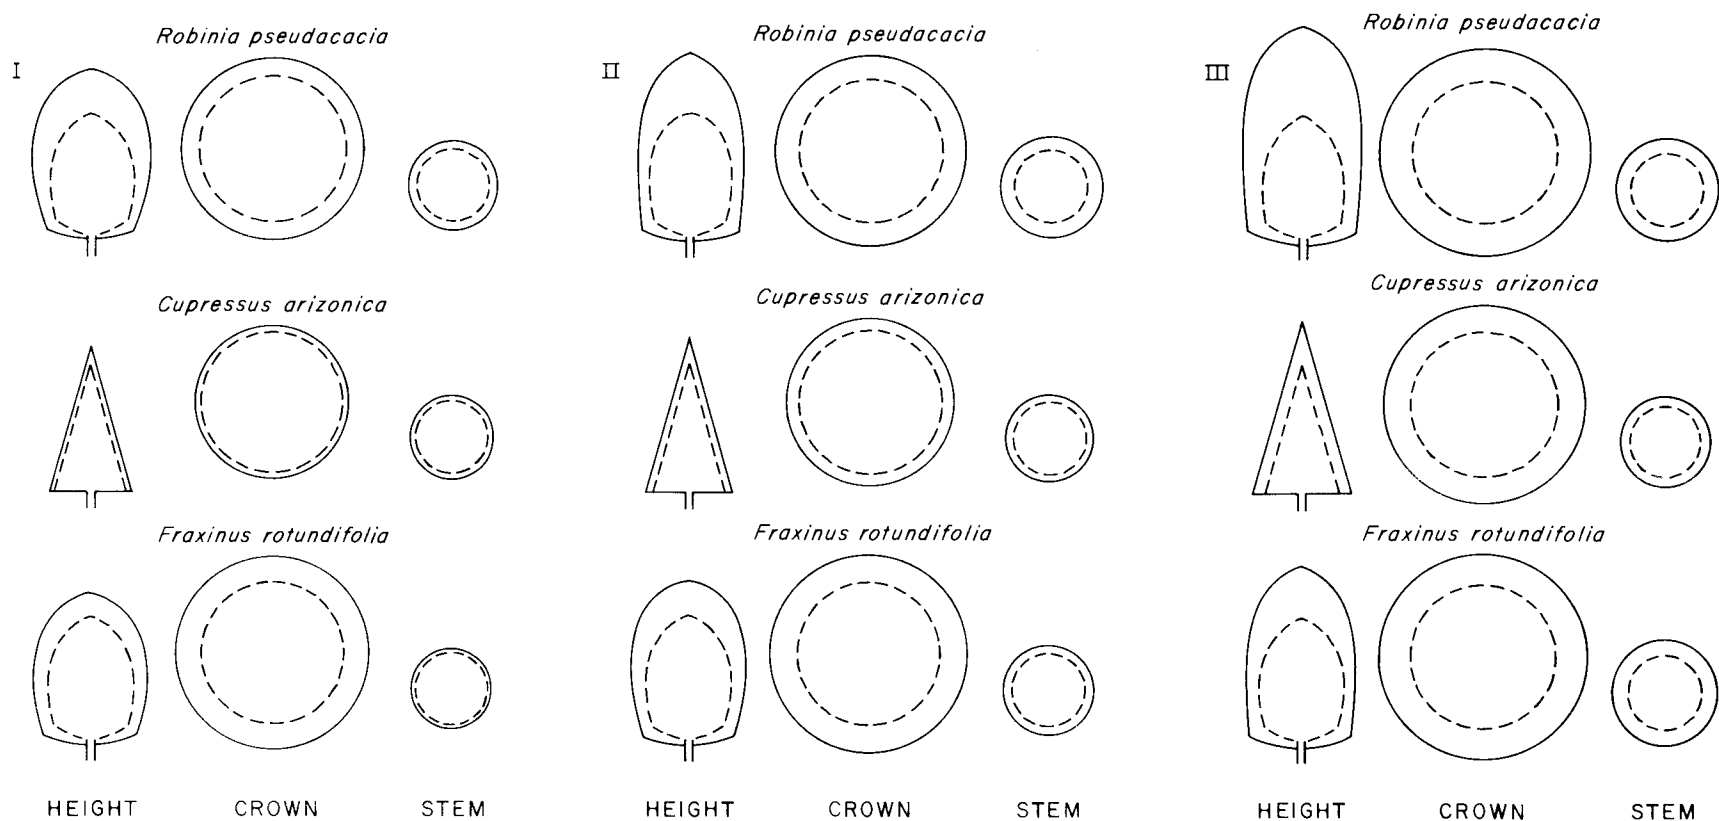 I
Robinia pseudacacia
Cupressus arizonica
Fraxinus rotundifolia
HEIGHT CROWN STEM
II
Robinia pseudacacia
Cupressus arizonica
Fraxinus rotundifolia
HEIGHT CROWN STEM
III
Robinia pseudacacia
Cupressus arizonica
Fraxinus rotundifolia
HEIGHT CROWN STEM